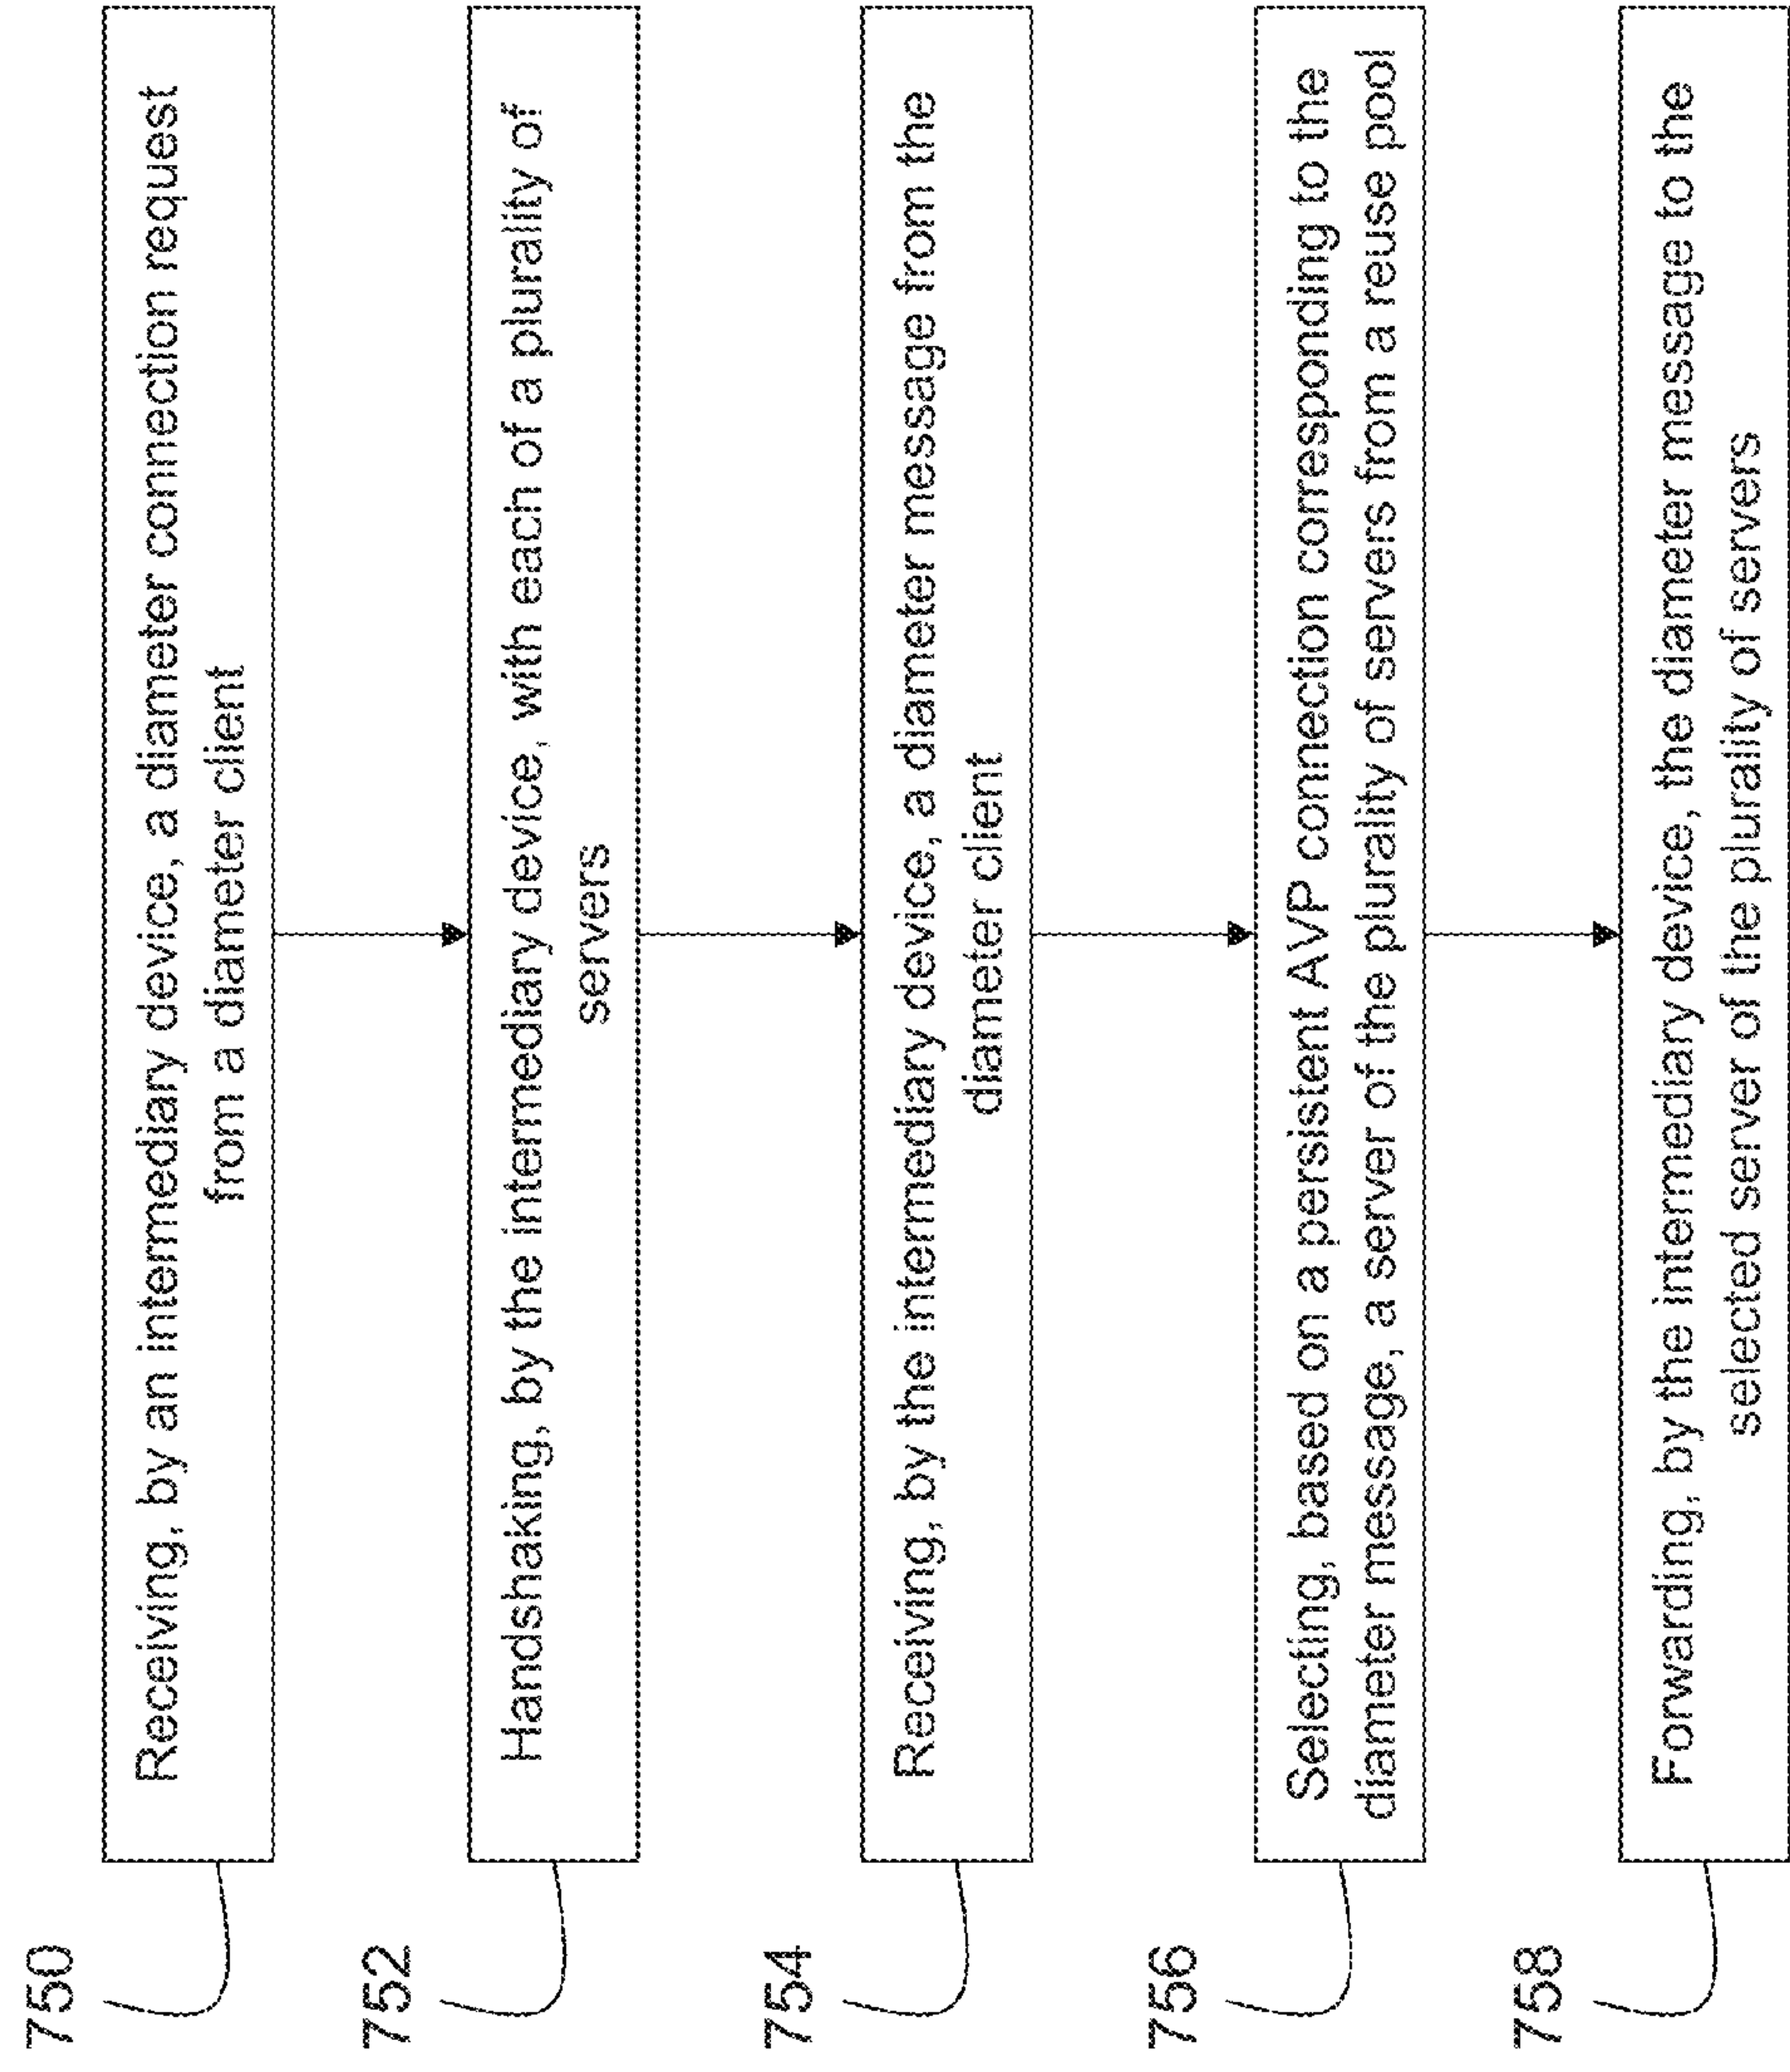 750
Receiving, by an intermediary device, a diameter connection request
from a diameter client
752
Handshaking, by the intermediary device, with each of a plurality of
servers
754
Receiving, by the intermediary device, a diameter message from the
diameter client
756
Selecting, based on a persistent AVP connection corresponding to the
diameter message, a server of the plurality of servers from a reuse pool
758
Forwarding, by the intermediary device, the diameter message to the
selected server of the plurality of servers